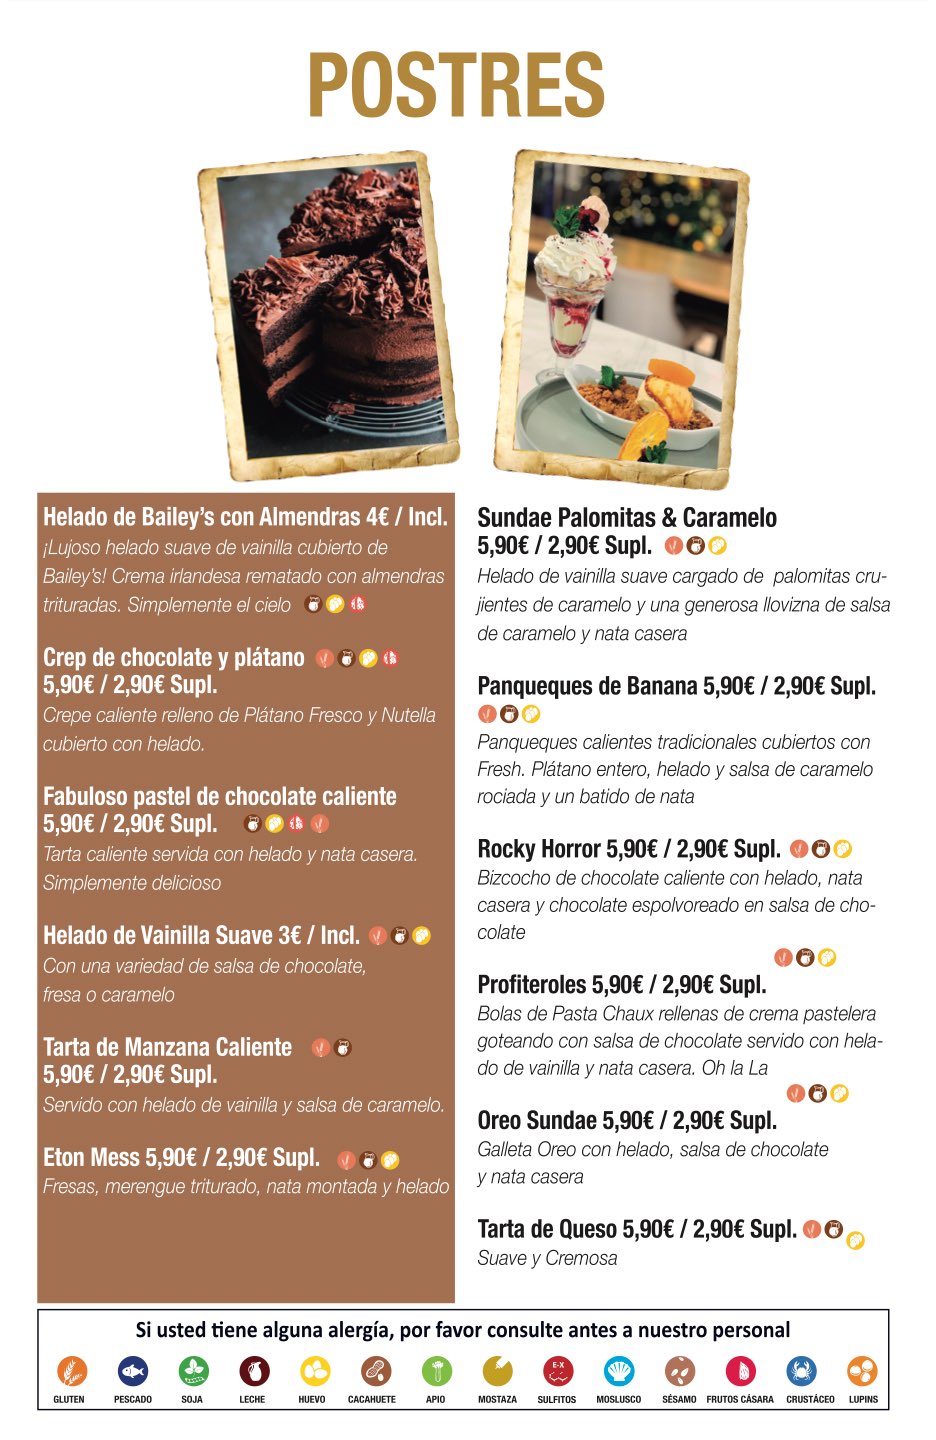 POSTRES
Helado de Bailey's con Almendras 4€ / Incl.
¡Lujoso helado suave de vainilla cubierto de
Bailey's! Crema irlandesa rematado con almendras
trituradas. Simplemente el cielo
Crep de chocolate y plátano
5,90€ / 2,90€ Supl.
Crepe caliente relleno de Plátano Fresco y Nutella
cubierto con helado.
Fabuloso pastel de chocolate caliente
5,90€ / 2,90€ Supl.
Tarta caliente servida con helado y nata casera.
Simplemente delicioso
Helado de Vainilla Suave 3€ / Incl.
Con una variedad de salsa de chocolate,
fresa o caramelo
Tarta de Manzana Caliente
5,90€ / 2,90€ Supl.
Servido con helado de vainilla y salsa de caramelo.
Eton Mess 5,90€ / 2,90€ Supl.
Fresas, merengue triturado, nata montada y helado
Sundae Palomitas & Caramelo
5,90€ / 2,90€ Supl.
Helado de vainilla suave cargado de palomitas cru-
jientes de caramelo y una generosa llovizna de salsa
de caramelo y nata casera
Panqueques de Banana 5,90€ / 2,90€ Supl.
Panqueques calientes tradicionales cubiertos con
Fresh. Plátano entero, helado y salsa de caramelo
rociada y un batido de nata
Rocky Horror 5,90€ / 2,90€ Supl.
Bizcocho de chocolate caliente con helado, nata
casera y chocolate espolvoreado en salsa de cho-
colate
Profiteroles 5,90€ / 2,90€ Supl.
Bolas de Pasta Chaux rellenas de crema pastelera
goteando con salsa de chocolate servido con hela-
do de vainilla y nata casera. Oh la La
Oreo Sundae 5,90€ / 2,90€ Supl.
Galleta Oreo con helado, salsa de chocolate
y nata casera
Tarta de Queso 5,90€ / 2,90€ Supl.
Suave y Cremosa
Si usted tiene alguna alergía, por favor consulte antes a nuestro personal
E-X
GLUTEN PESCADO SOJA LECHE HUEVO CACAHUETE APIO MOSTAZA SULFITOS MOSLUSCO SÉSAMO FRUTOS CÁSARA CRUSTÁCEO LUPINS